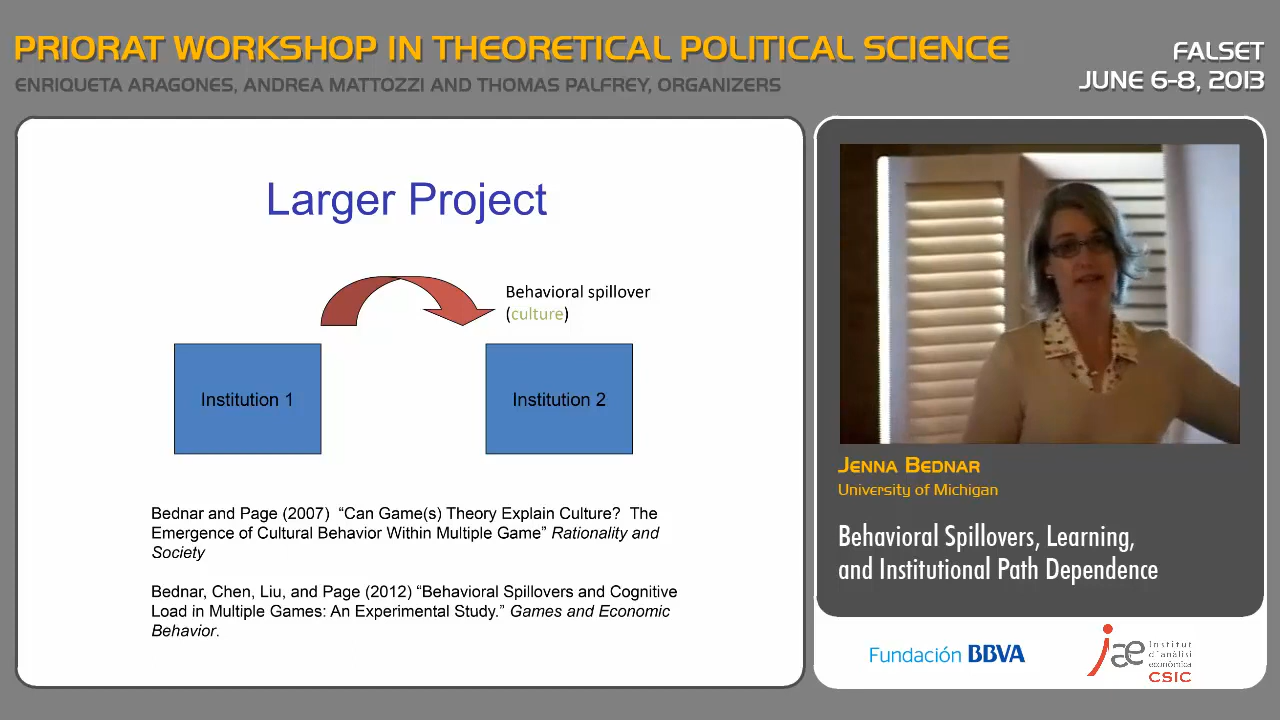 PRIORAT WORKSHOP IN THEORETICAL POLITICAL SCIENCE
ENRIQUETA ARAGONES, ANDREA MATTOZZI AND THOMAS PALFREY, ORGANIZERS
FALSET
JUNE 6-8, 2013
Larger Project
Behavioral spillover
(culture)
Institution 1
Institution 2
Bednar and Page (2007) “Can Game(s) Theory Explain Culture? The
Emergence of Cultural Behavior Within Multiple Game” Rationality and
Society
Bednar, Chen, Liu, and Page (2012) “Behavioral Spillovers and Cognitive
Load in Multiple Games: An Experimental Study.” Games and Economic
Behavior.
JENNA BEDNAR
University of Michigan
Behavioral Spillovers, Learning,
and Institutional Path Dependence
Fundación BBVA
iae
Institut
d'anàlisi
econòmica
CSIC